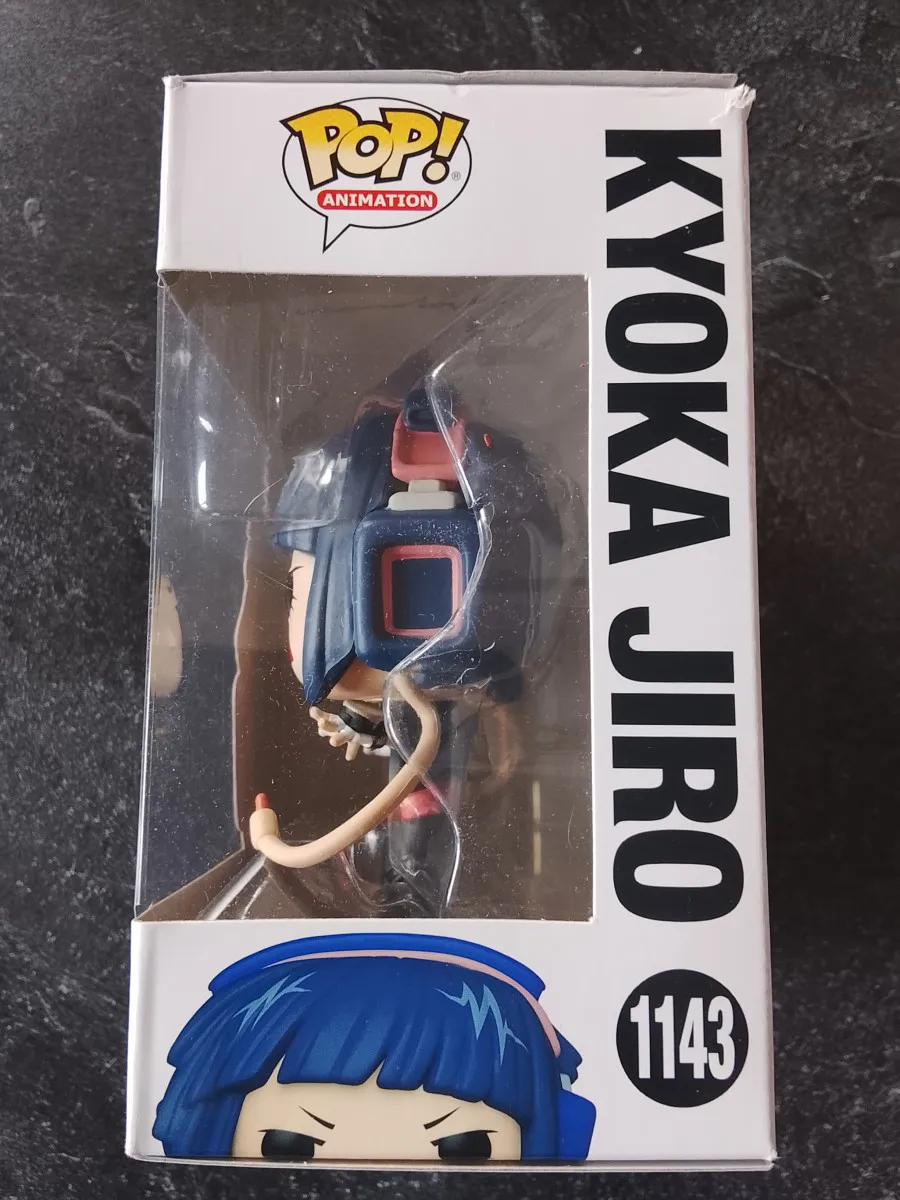 POP!
®
ANIMATION
KYOKA JIRO
1143